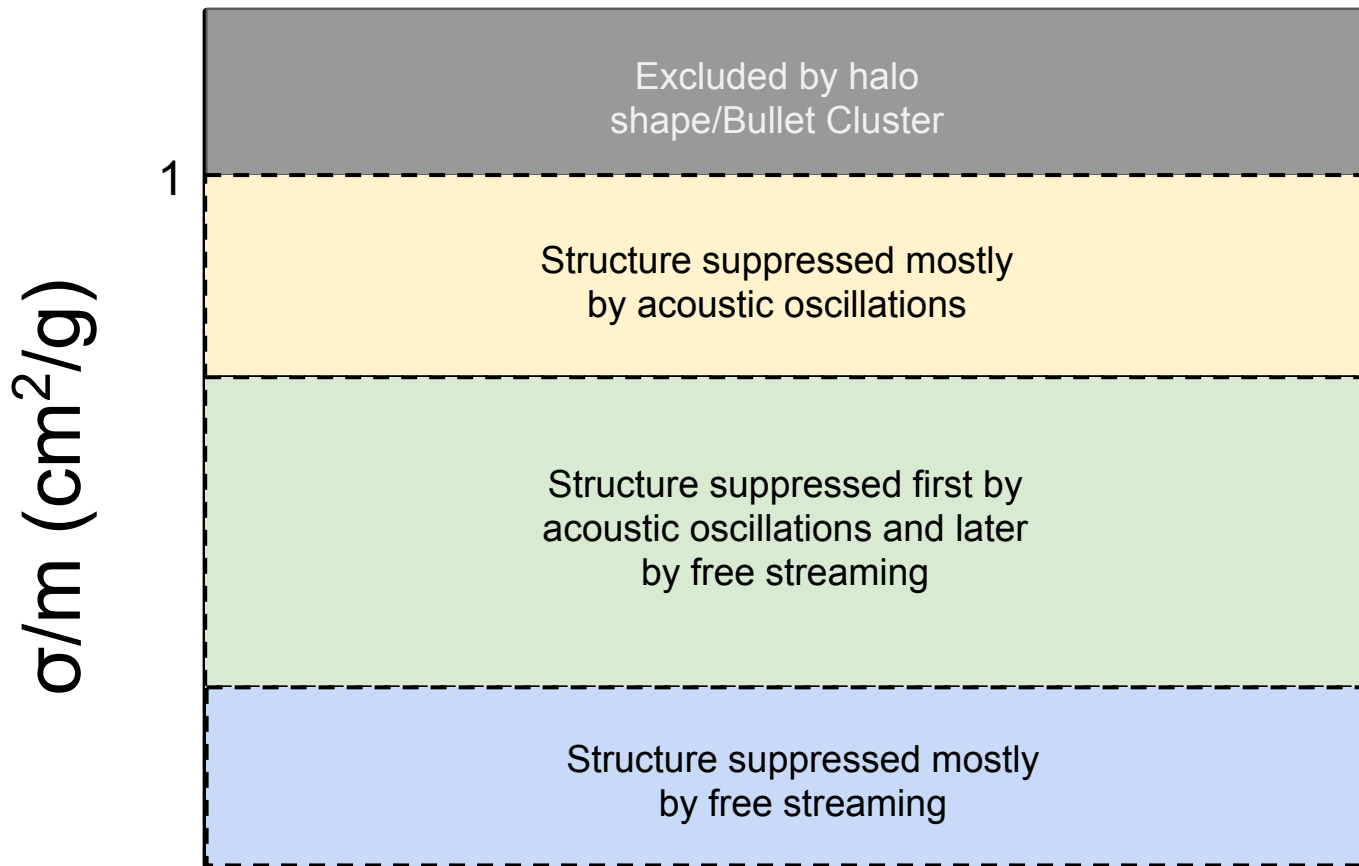 Excluded by halo
shape/Bullet Cluster
1
Structure suppressed mostly
by acoustic oscillations
σ/m (cm²/g)
Structure suppressed first by
acoustic oscillations and later
by free streaming
Structure suppressed mostly
by free streaming